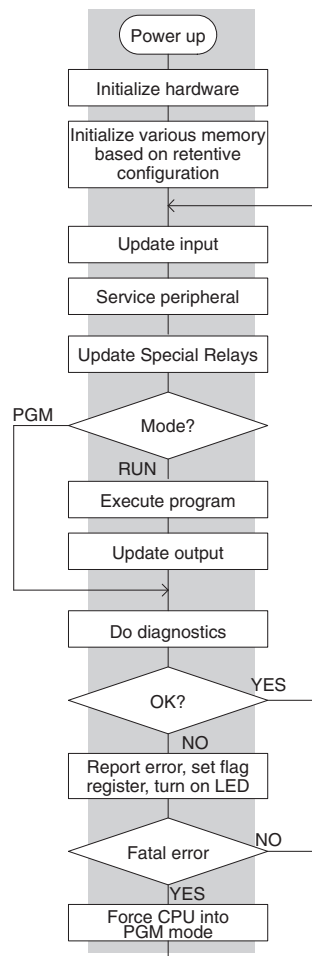 Power up
Initialize hardware
Initialize various memory
based on retentive
configuration
Update input
Service peripheral
Update Special Relays
PGM
Mode?
RUN
Execute program
Update output
Do diagnostics
YES
OK?
NO
Report error, set flag
register, turn on LED
NO
Fatal error
YES
Force CPU into
PGM mode